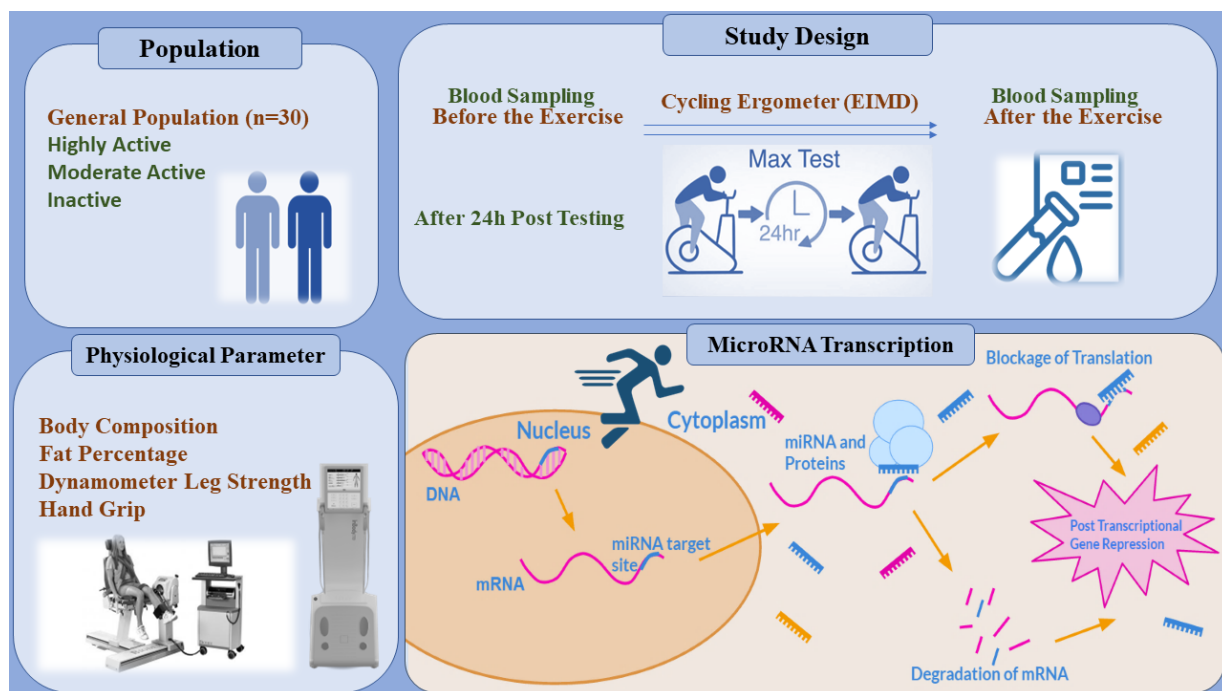 Population
General Population (n=30)
Highly Active
Moderate Active
Inactive
Study Design
Blood Sampling
Before the Exercise
Cycling Ergometer (EIMD)
Blood Sampling
After the Exercise
After 24h Post Testing
Max Test
24hr
Physiological Parameter
Body Composition
Fat Percentage
Dynamometer Leg Strength
Hand Grip
MicroRNA Transcription
Nucleus
DNA
mRNA
miRNA target
site
Cytoplasm
miRNA and
Proteins
Blockage of Translation
Post Transcriptional
Gene Repression
Degradation of mRNA